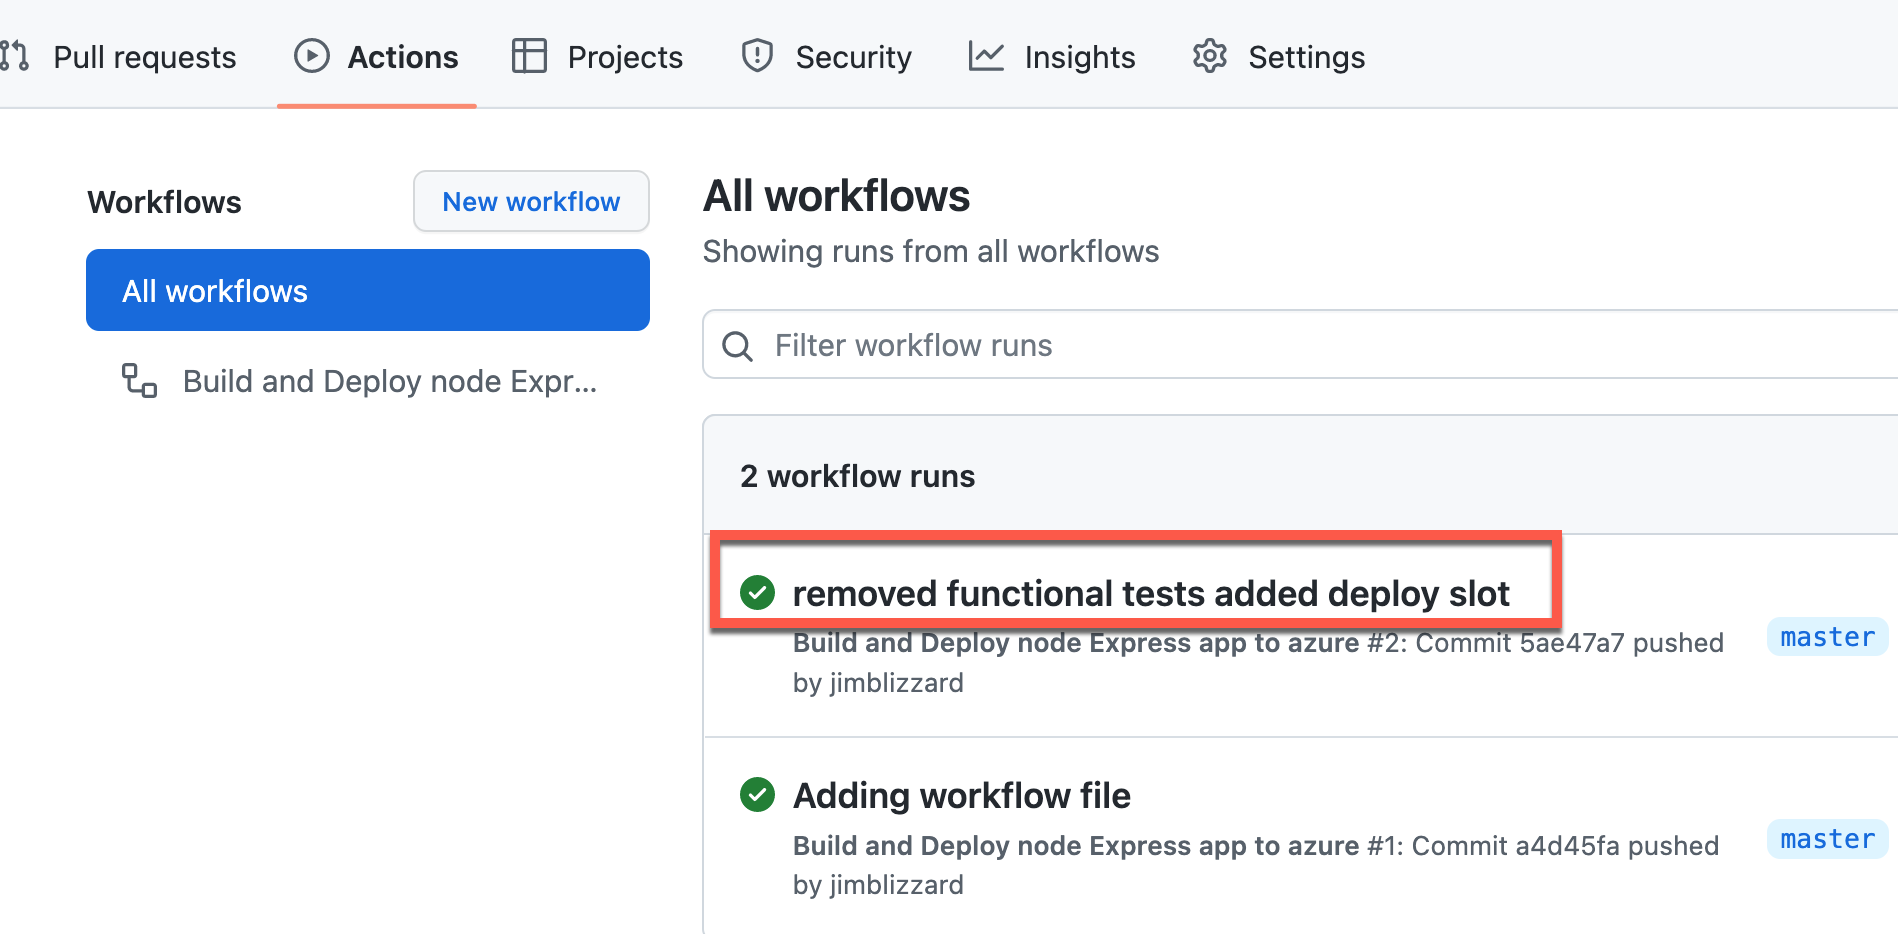 Pull requests Actions Projects Security Insights Settings
Workflows
New workflow
All workflows
Build and Deploy node Expr...
All workflows
Showing runs from all workflows
Filter workflow runs
2 workflow runs
removed functional tests added deploy slot
Build and Deploy node Express app to azure #2: Commit 5ae47a7 pushed
by jimblizzard
master
Adding workflow file
Build and Deploy node Express app to azure #1: Commit a4d45fa pushed
by jimblizzard
master